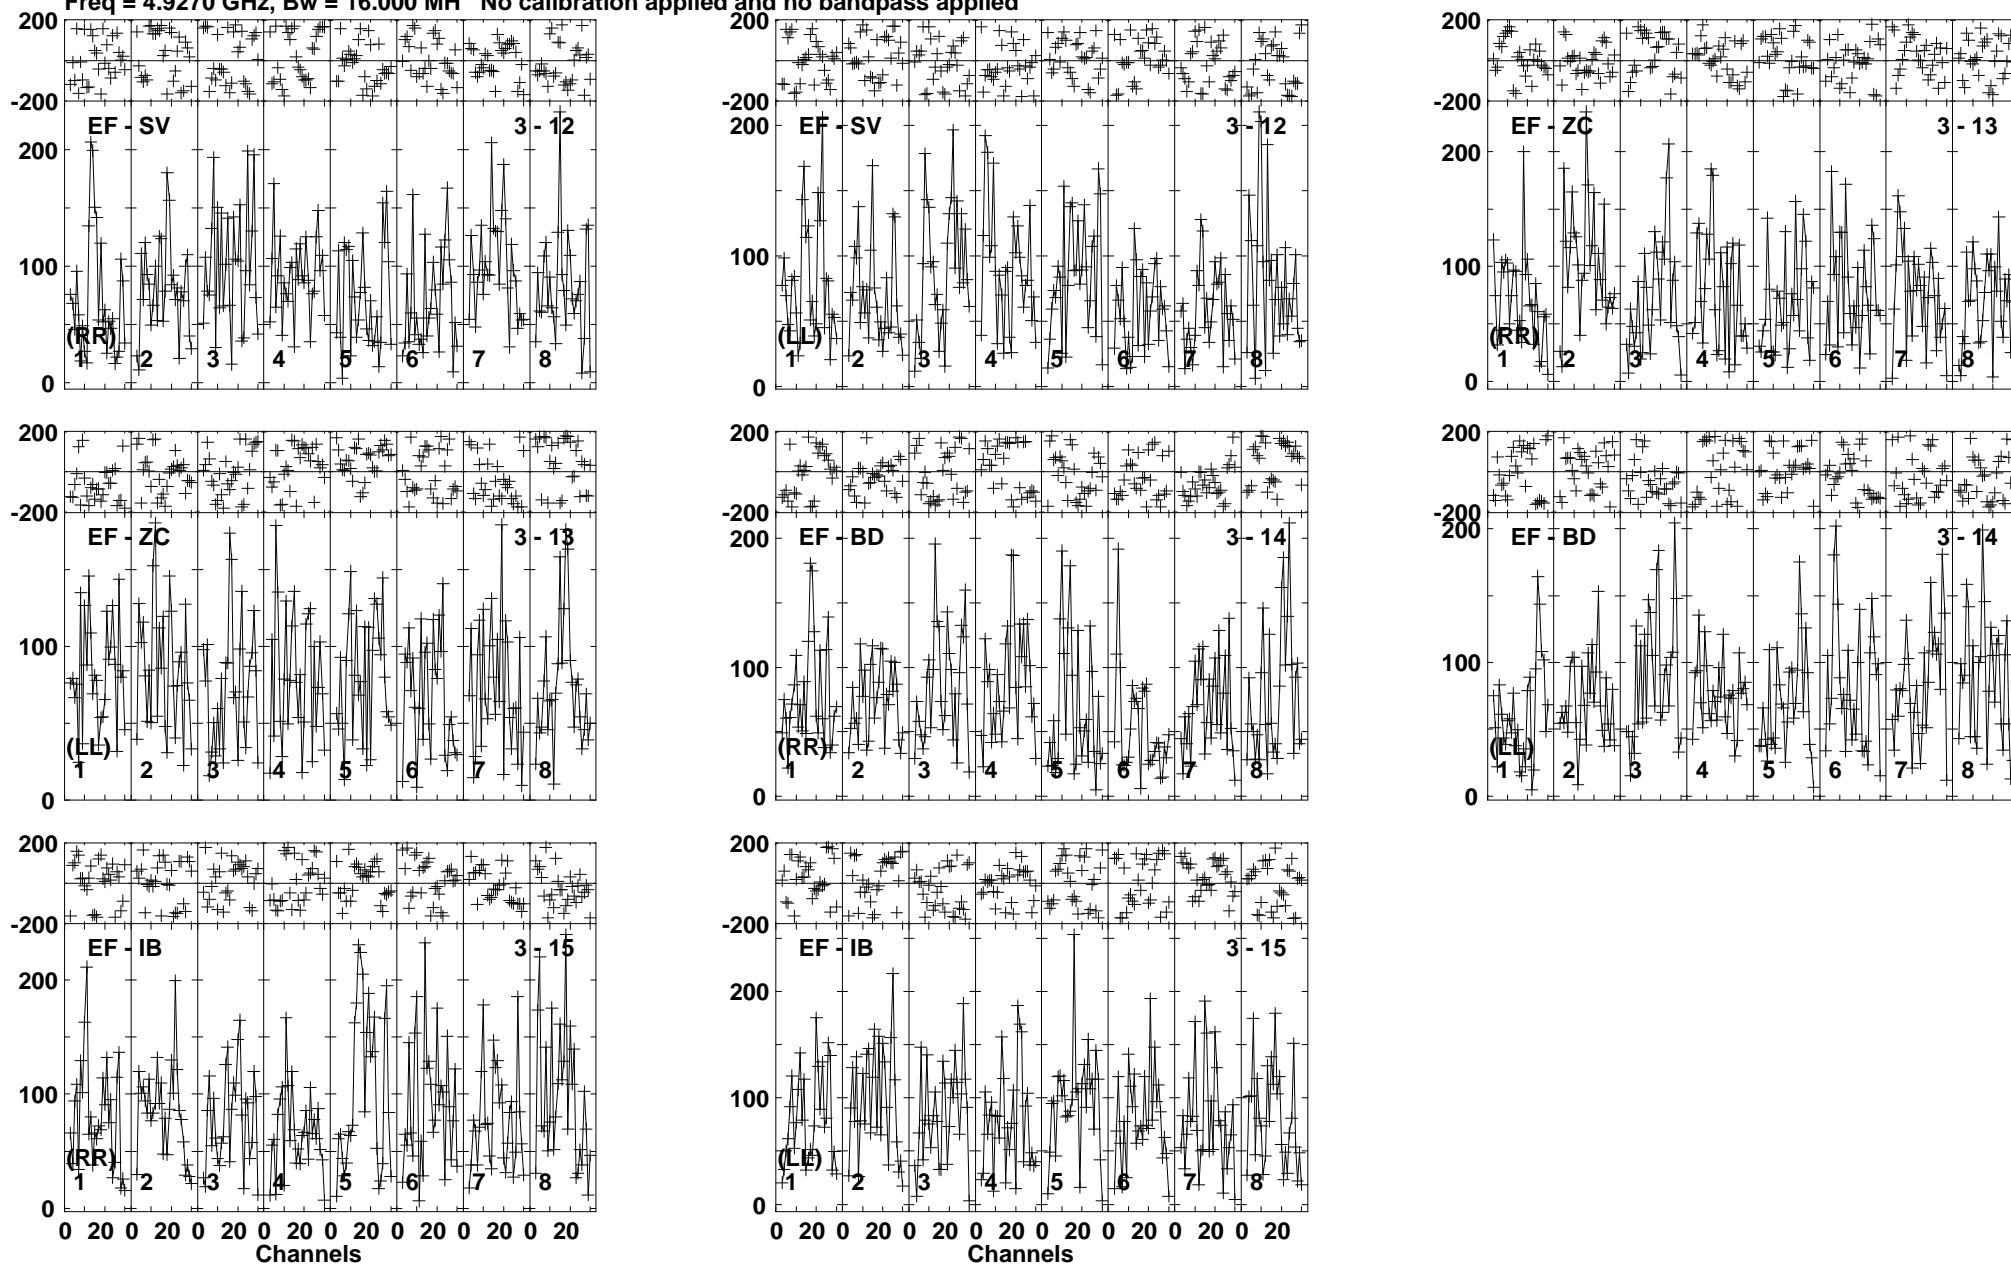 Freq = 4.9270 GHz, Bw = 16.000 MH No calibration applied and no bandpass applied
200 200 200
-200 -200 -200
EF - SV 3 - 12 EF - SV 3 - 12 EF - ZC 3 - 13
200 200 200
100 100 100
(RR) (LL) (RR)
1 2 3 4 5 6 7 8 1 2 3 4 5 6 7 8 1 2 3 4 5 6 7 8
0 0 0
200 200 200
-200 -200 -200
EF - ZC 3 - 13 EF - BD 3 - 14 EF - BD 3 - 14
200 200
100 100 100
(LL) (RR) (LL)
1 2 3 4 5 6 7 8 1 2 3 4 5 6 7 8 1 2 3 4 5 6 7 8
0 0 0
200 200
-200 -200
EF - IB 3 - 15 EF - IB 3 - 15
200 200
100 100
(RR) (LL)
1 2 3 4 5 6 7 8 1 2 3 4 5 6 7 8
0 0
0 20 0 20 0 20 0 20 0 20 0 20 0 20 0 20 0 20 0 20 0 20 0 20 0 20 0 20 0 20 0 20
Channels Channels